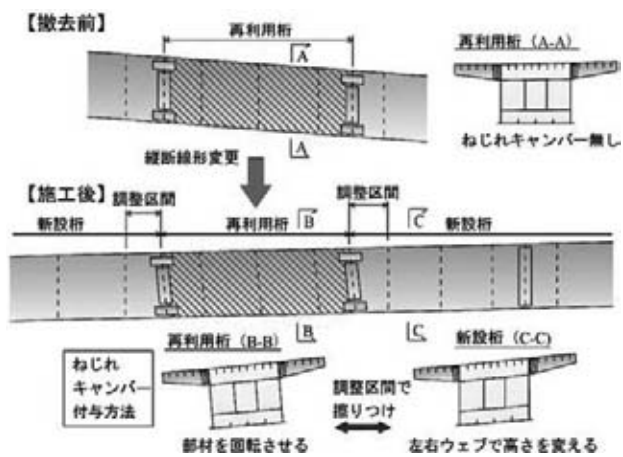 【撤去前】
再利用桁
A
再利用桁（A-A）
A
ねじれキャンバー無し
縦断線形変更
【施工後】
調整区間
調整区間
新設桁
再利用桁
B
C
新設桁
B
C
再利用桁（B-B）
新設桁（C-C）
ねじれ
キャンバー
付与方法
調整区間で
擦りつけ
部材を回転させる
左右ウェブで高さを変える